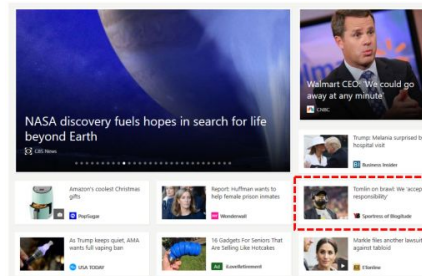 NASA discovery fuels hopes in search for life
beyond Earth
CBS News
Walmart CEO: 'We could go
away at any minute'
CNBC
Trump: Melania surprised b
hospital visit
BI Business Insider
Amazon's coolest Christmas
gifts
PopSugar
Report: Huffman wants to
help female prison inmates
Wonderwall
Tomlin on brawl: We 'accept
responsibility'
Sportress of Blogitude
As Trump keeps quiet, AMA
wants full vaping ban
USA TODAY
16 Gadgets For Seniors That
Are Selling Like Hotcakes
Ad
Markle files another lawsuit
against tabloid